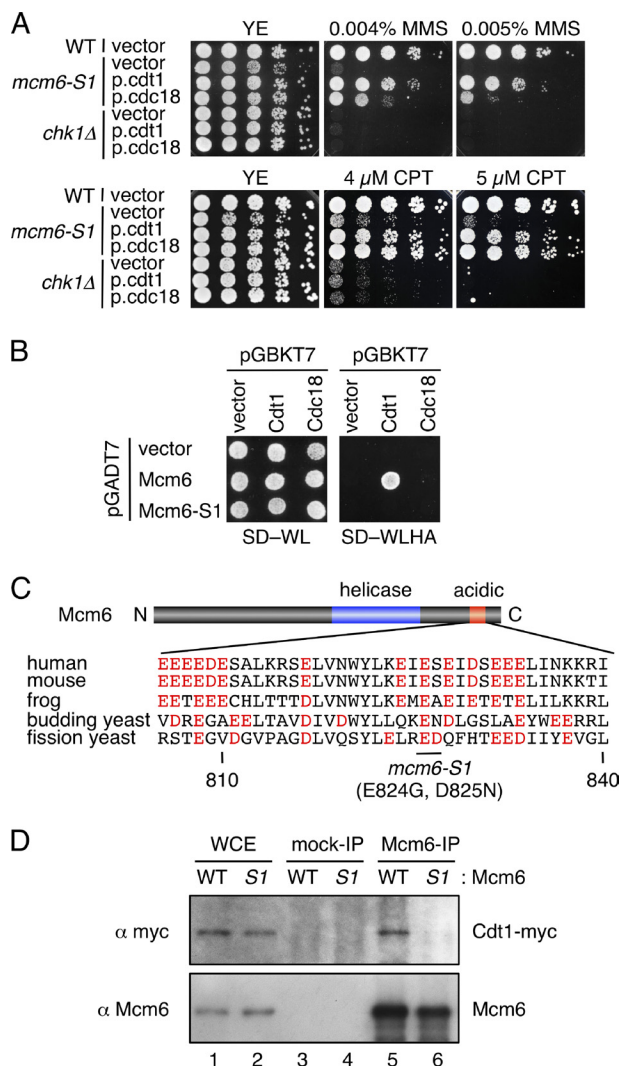 A
YE 0.004% MMS 0.005% MMS
WT vector
mcm6-S1 vector
p.cdt1
p.cdc18
chk1Δ vector
p.cdt1
p.cdc18
YE 4 µM CPT 5 µM CPT
WT vector
mcm6-S1 vector
p.cdt1
p.cdc18
chk1Δ vector
p.cdt1
p.cdc18
B
pGBKT7 pGBKT7
vector Cdt1 Cdc18 vector Cdt1 Cdc18
pGADT7
vector
Mcm6
Mcm6-S1
SD–WL SD–WLHA
C
helicase acidic
Mcm6 N C
human EEEEDESALKRSELVNWYLKEIESEIDSEEELINKKRI
mouse EEEEDESALKRSELVNWYLKEIESEIDSEEELINKKTI
frog EETEEECHLTTTDLVNWYLKEMEAEIETETELILKKRL
budding yeast VDREGAEELTAVDIVDWYLLQKENDLGSLAEYWEERRL
fission yeast RSTEGVDGVPAGDLVQSYLELREDQFHTEEDIIYEVGL
810 mcm6-S1 840
(E824G, D825N)
D
WCE mock-IP Mcm6-IP
WT S1 WT S1 WT S1 : Mcm6
α myc Cdt1-myc
α Mcm6 Mcm6
1 2 3 4 5 6